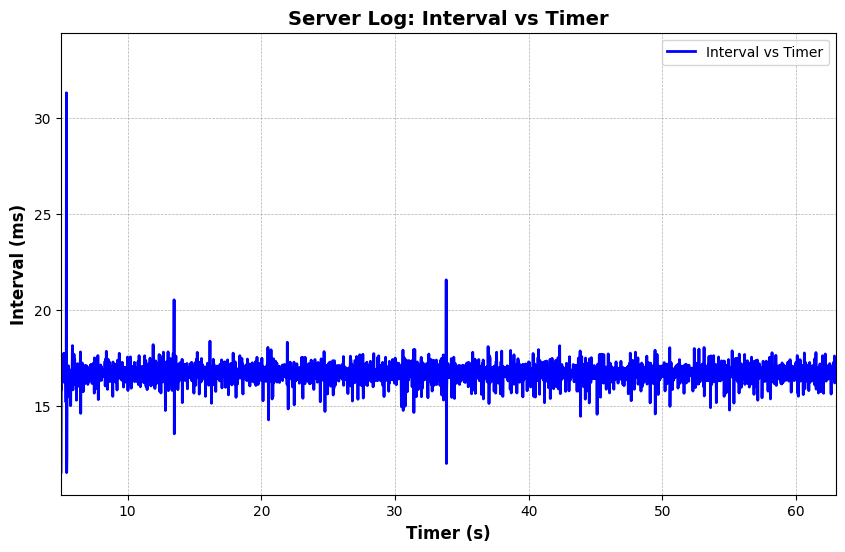 Server Log: Interval vs Timer
Interval vs Timer
30
25
20
15
Interval (ms)
10 20 30 40 50 60
Timer (s)